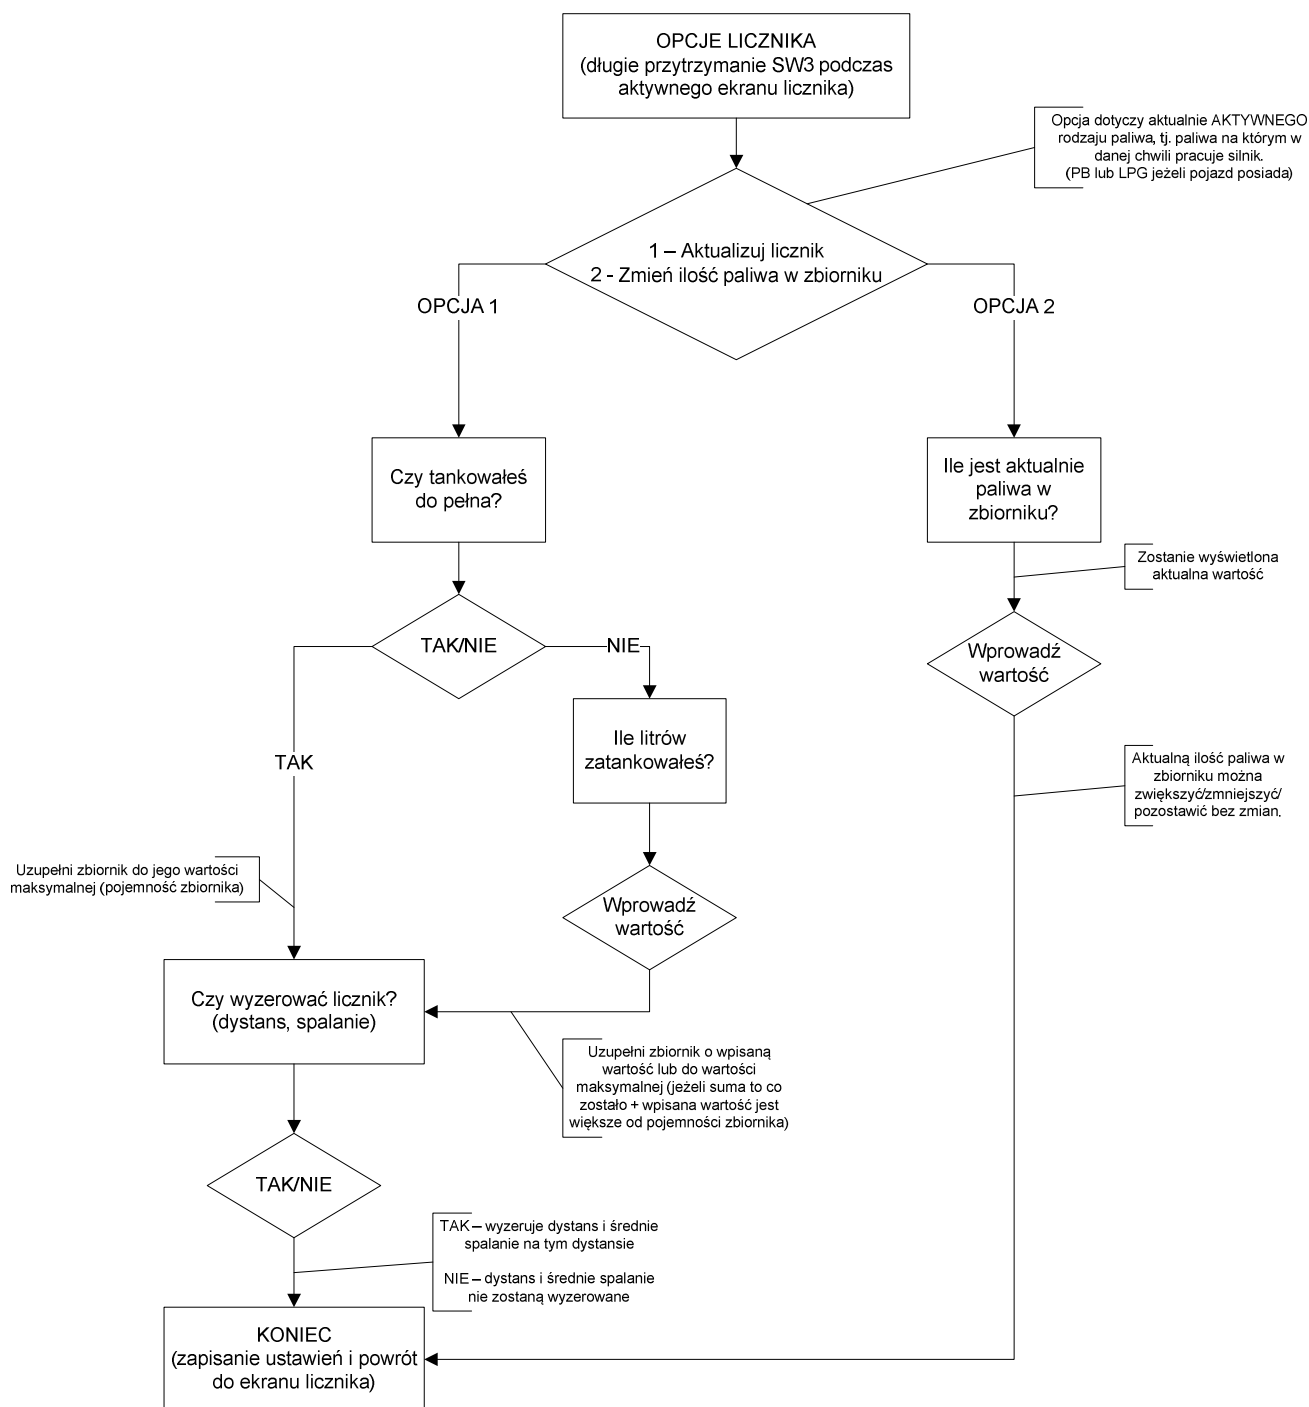 OPCJE LICZNIKA
(długie przytrzymanie SW3 podczas
aktywnego ekranu licznika)
Opcja dotyczy aktualnie AKTYWNEGO
rodzaju paliwa, tj. paliwa na którym w
danej chwili pracuje silnik.
(PB lub LPG jeżeli pojazd posiada)
1 – Aktualizuj licznik
2 - Zmień ilość paliwa w zbiorniku
OPCJA 1
OPCJA 2
Czy tankowałeś
do pełna?
Ile jest aktualnie
paliwa w
zbiorniku?
Zostanie wyświetlona
aktualna wartość
TAK/NIE
NIE
Wprowadź
wartość
Ile litrów
zatankowałeś?
TAK
Aktualną ilość paliwa w
zbiorniku można
zwiększyć/zmniejszyć/
pozostawić bez zmian.
Uzupełni zbiornik do jego wartości
maksymalnej (pojemność zbiornika)
Wprowadź
wartość
Czy wyzerować licznik?
(dystans, spalanie)
Uzupełni zbiornik o wpisaną
wartość lub do wartości
maksymalnej (jeżeli suma to co
zostało + wpisana wartość jest
większe od pojemności zbiornika)
TAK/NIE
TAK – wyzeruje dystans i średnie
spalanie na tym dystansie
NIE – dystans i średnie spalanie
nie zostaną wyzerowane
KONIEC
(zapisanie ustawień i powrót
do ekranu licznika)